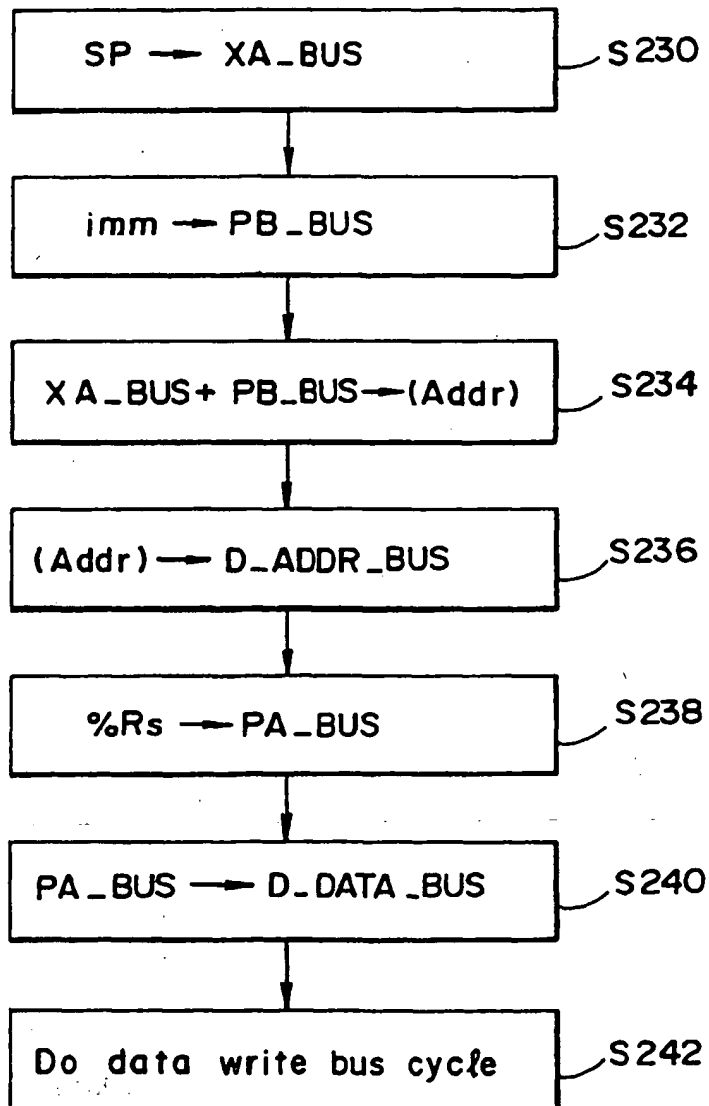 SP → XA_BUS S230
imm → PB_BUS S232
XA_BUS + PB_BUS → (Addr) S234
(Addr) → D_ADDR_BUS S236
%Rs → PA_BUS S238
PA_BUS → D_DATA_BUS S240
Do data write bus cycle S242